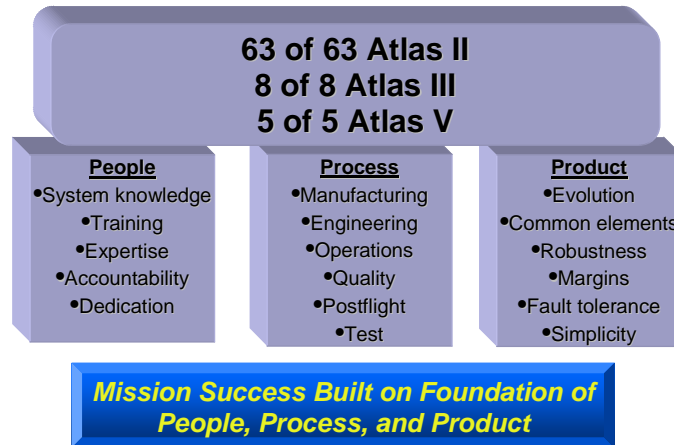 63 of 63 Atlas II
8 of 8 Atlas III
5 of 5 Atlas V
People
•System knowledge
•Training
•Expertise
•Accountability
•Dedication
Process
•Manufacturing
•Engineering
•Operations
•Quality
•Postflight
•Test
Product
•Evolution
•Common elements
•Robustness
•Margins
•Fault tolerance
•Simplicity
Mission Success Built on Foundation of
People, Process, and Product